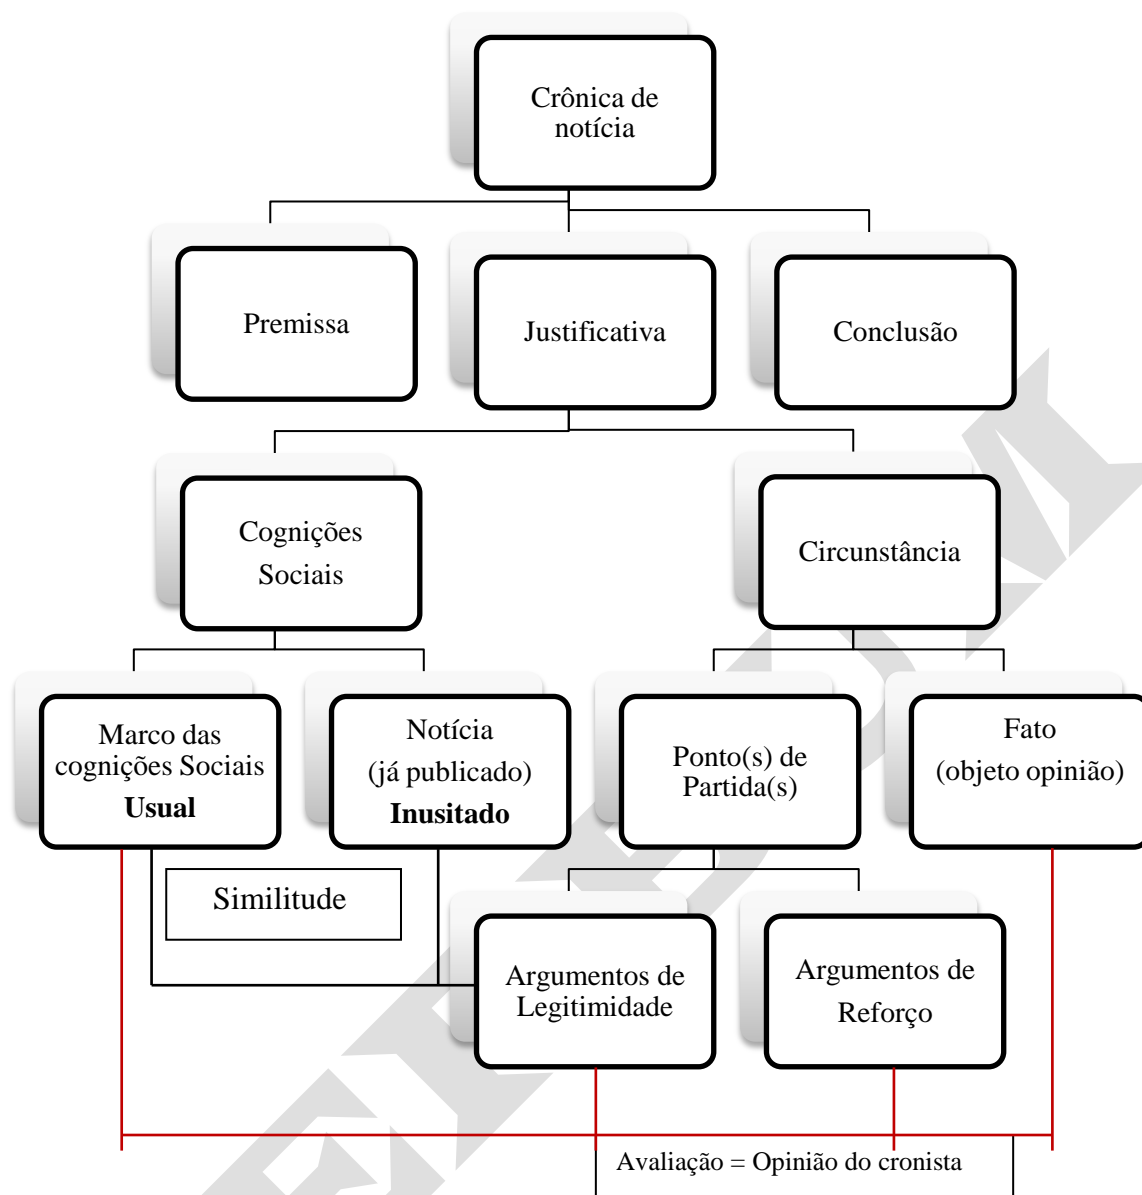 Crônica de
notícia
Premissa
Justificativa
Conclusão
Cognições
Sociais
Circunstância
Marco das
cognições Sociais
Usual
Notícia
(já publicado)
Inusitado
Ponto(s) de
Partida(s)
Fato
(objeto opinião)
Similitude
Argumentos de
Legitimidade
Argumentos de
Reforço
Avaliação = Opinião do cronista